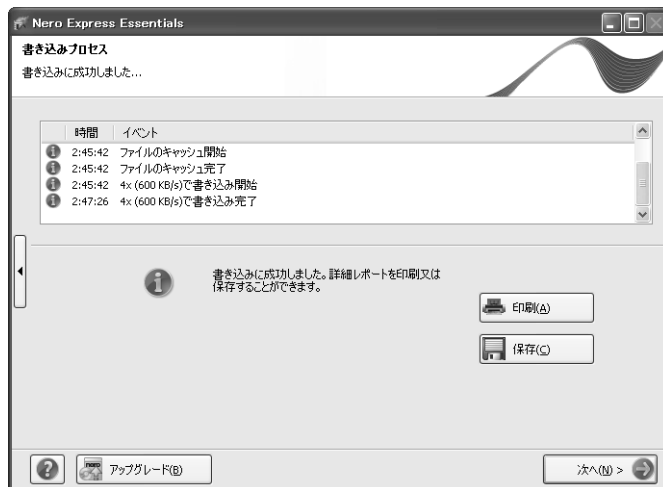 Nero Express Essentials
書き込みプロセス
書き込みに成功しました...
時間 イベント
2:45:42 ファイルのキャッシュ開始
2:45:42 ファイルのキャッシュ完了
2:45:42 4x (600 KB/s)で書き込み開始
2:47:26 4x (600 KB/s)で書き込み完了
書き込みに成功しました。詳細レポートを印刷又は
保存することができます。
印刷(A)
保存(C)
nero
アップグレード(B)
次へ(N) >